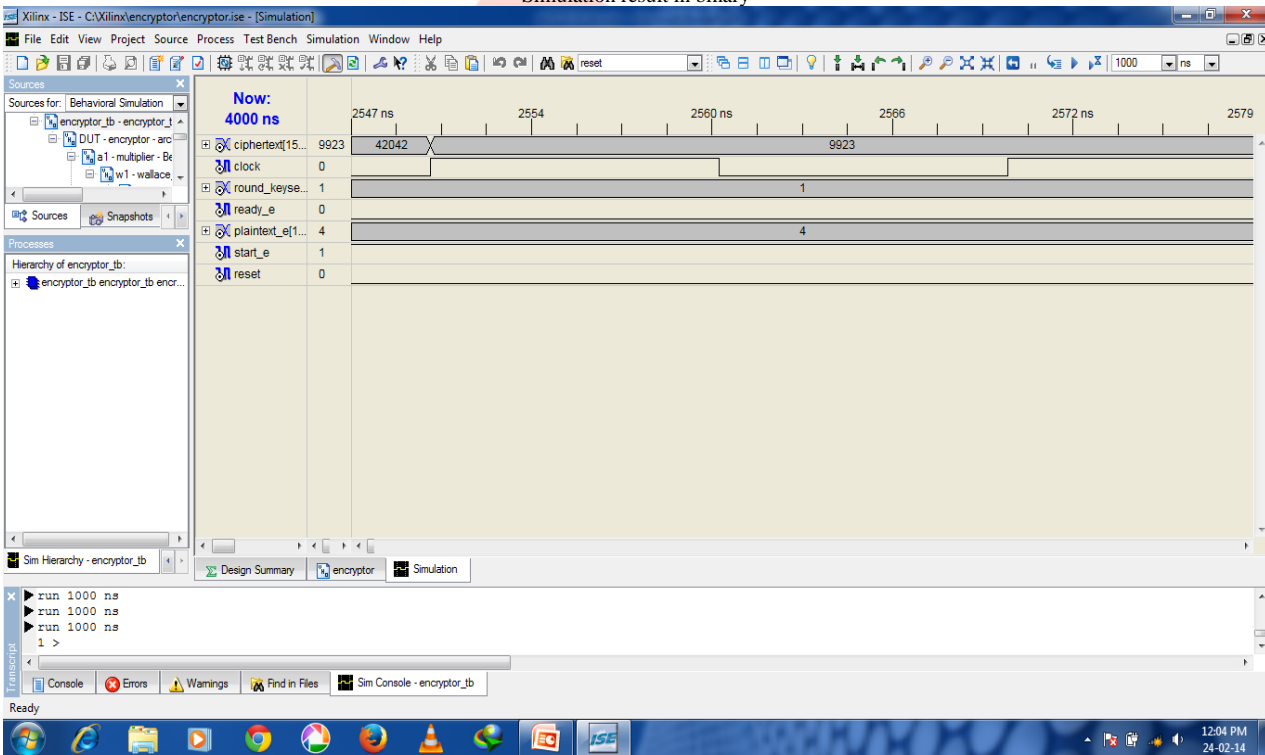 Simulation result in binary
Xilinx - ISE - C:\Xilinx\encryptor\encryptor.ise - [Simulation]
File Edit View Project Source Process Test Bench Simulation Window Help
reset 1000 ns
Sources
Sources for: Behavioral Simulation
encryptor_tb - encryptor_t
DUT - encryptor - arc
a1 - multiplier - Be
w1 - wallace_
Sources Snapshots
Processes
Hierarchy of encryptor_tb:
encryptor_tb encryptor_tb encr...
Sim Hierarchy - encryptor_tb
Now:
4000 ns
2547 ns 2554 2560 ns 2566 2572 ns 2579
ciphertext[15... 9923 42042 9923
clock 0
round_keyse... 1 1
ready_e 0
plaintext_e[1... 4 4
start_e 1
reset 0
Design Summary encryptor Simulation
run 1000 ns
run 1000 ns
run 1000 ns
1 >
Transcript
Console Errors Warnings Find in Files Sim Console - encryptor_tb
Ready
ISE
12:04 PM
24-02-14